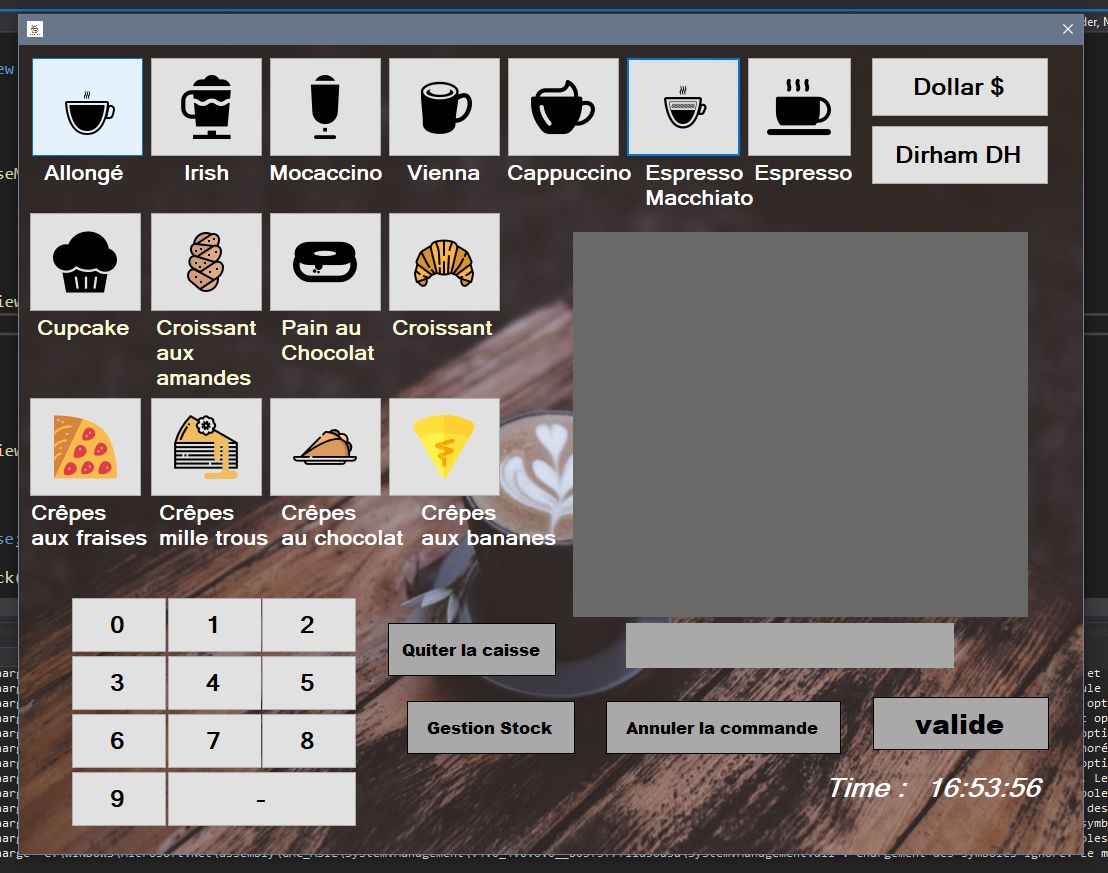 der, N
Allongé
Irish
Mocaccino
Vienna
Cappuccino
Espresso
Macchiato
Espresso
Dollar $
Dirham DH
Cupcake
Croissant
aux
amandes
Pain au
Chocolat
Croissant
Crêpes
aux fraises
Crêpes
mille trous
Crêpes
au chocolat
Crêpes
aux bananes
0
1
2
3
4
5
6
7
8
9
-
Quiter la caisse
Gestion Stock
Annuler la commande
valide
Time : 16:53:56